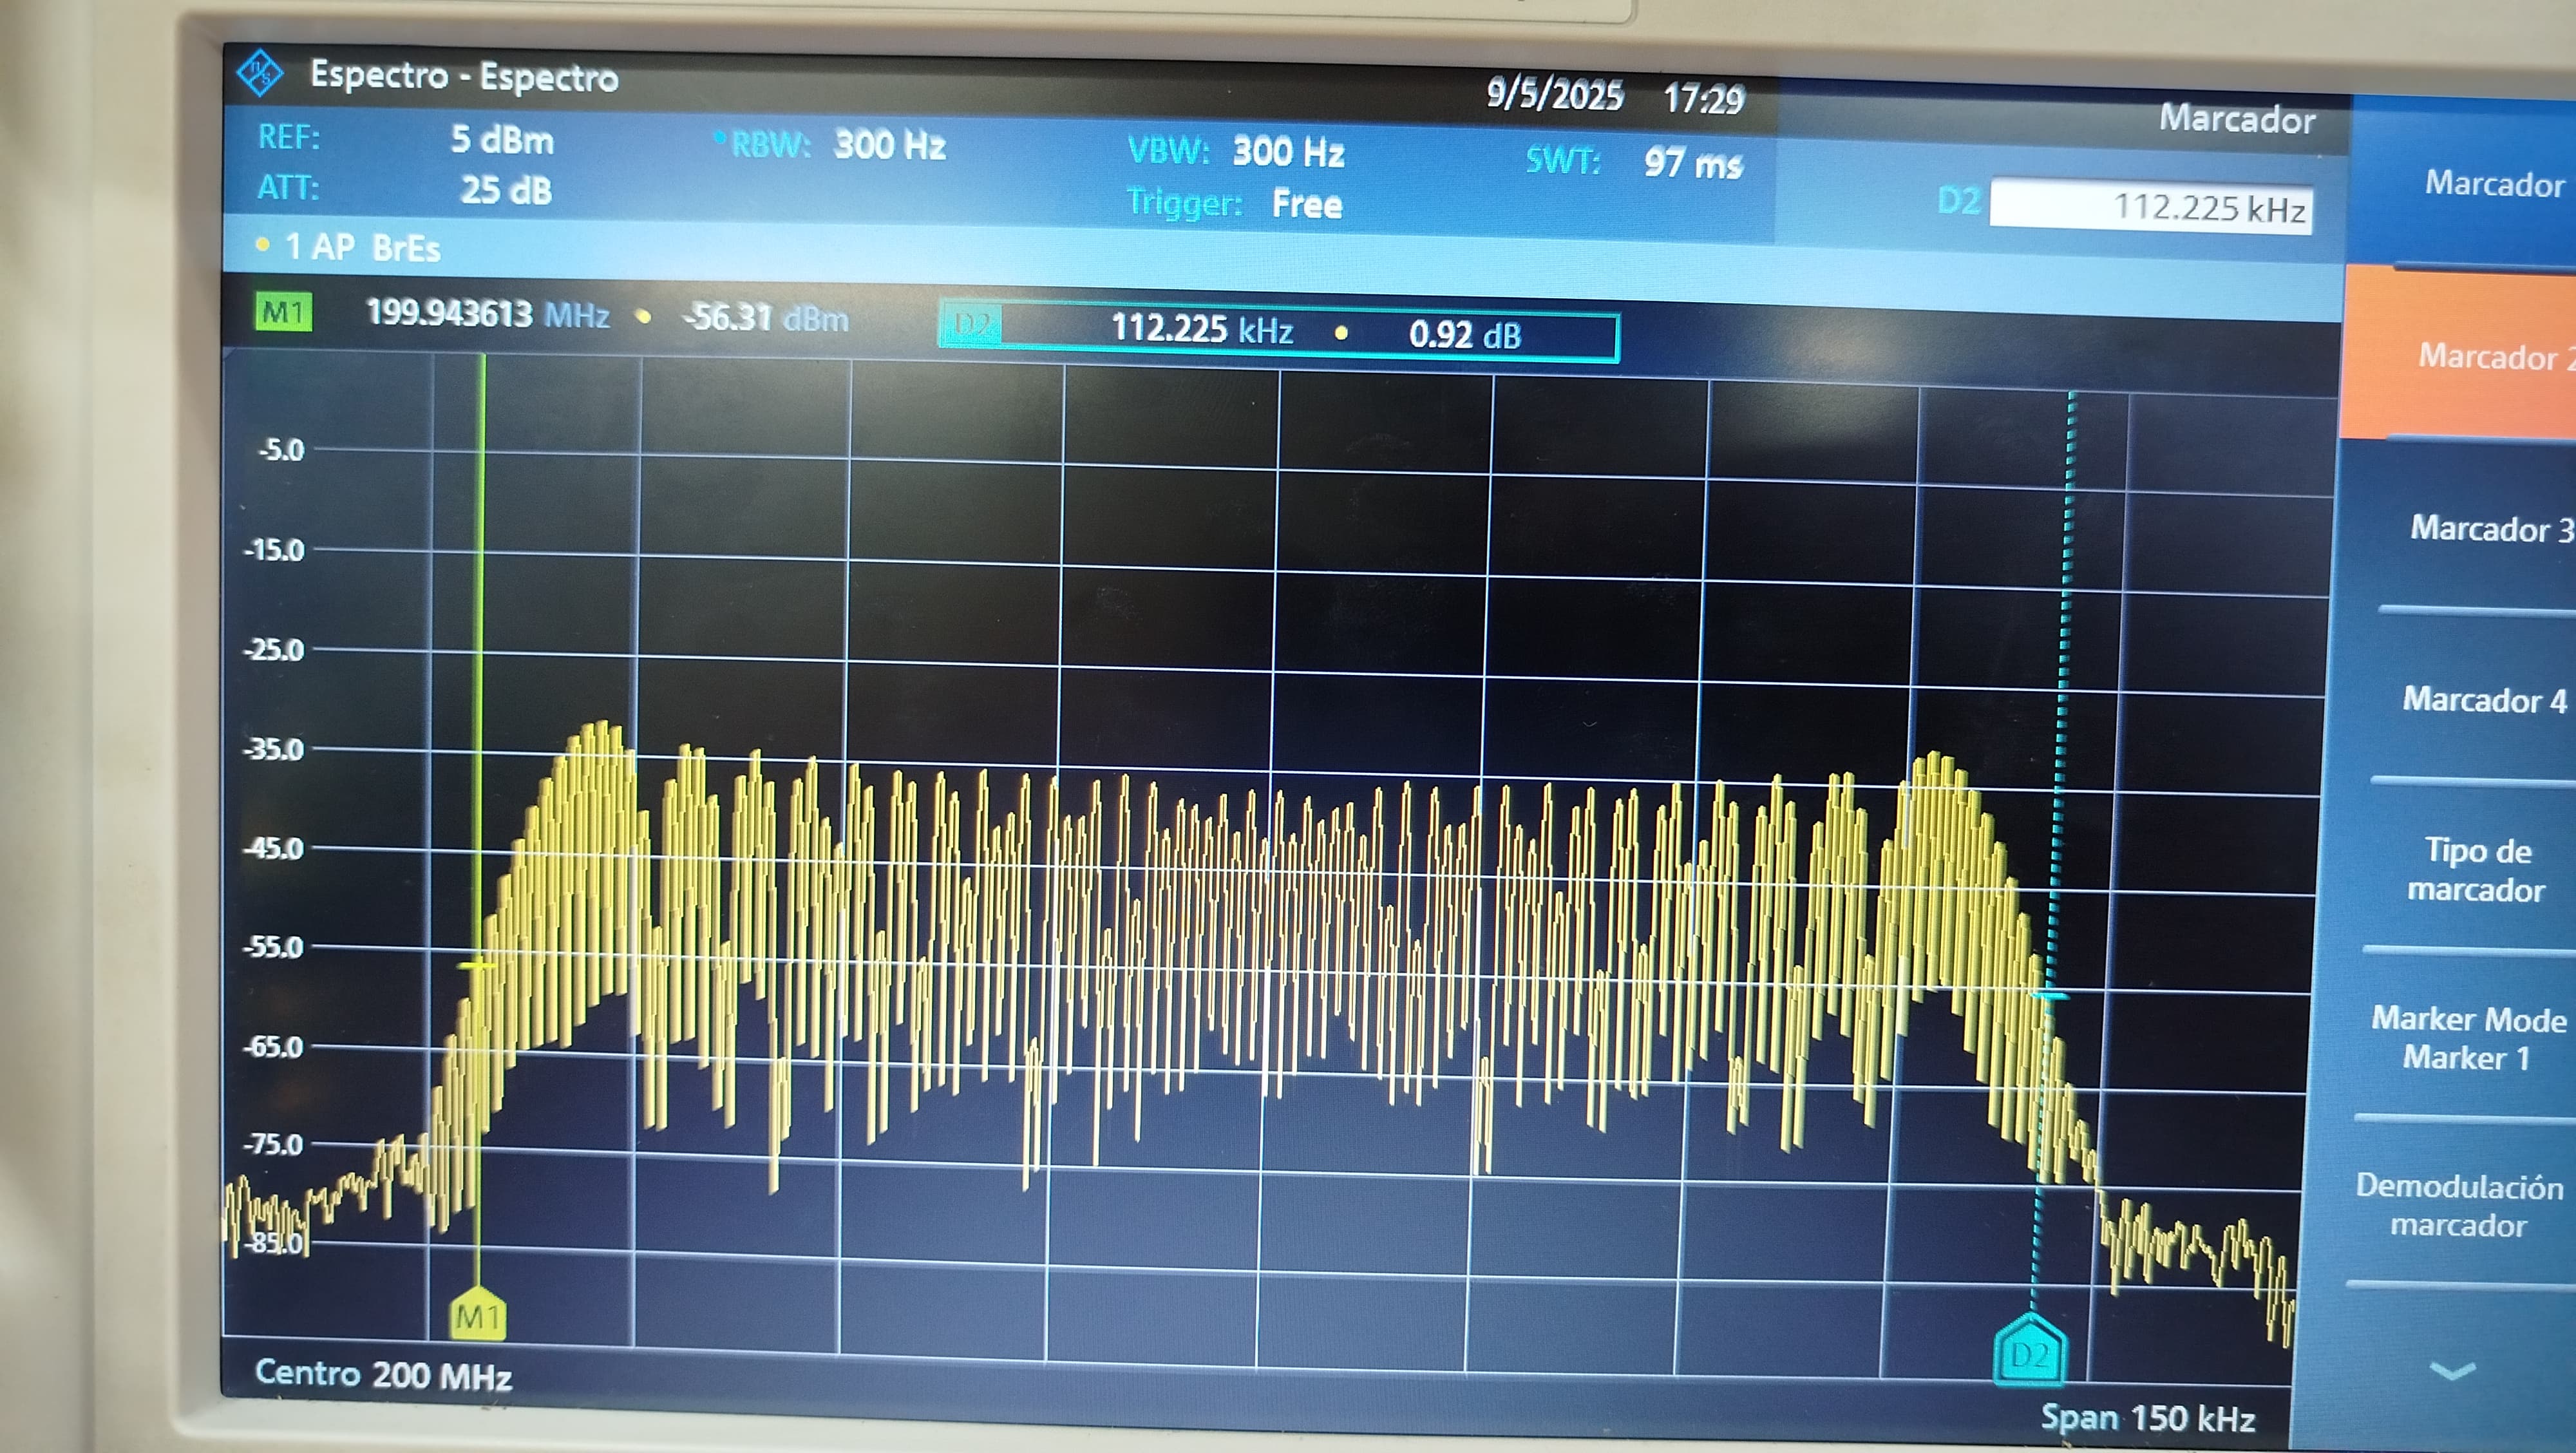 Espectro - Espectro
9/5/2025 17:29
Marcador
REF: 5 dBm
RBW: 300 Hz
VBW: 300 Hz
SWT: 97 ms
ATT: 25 dB
Trigger: Free
D2 112.225 kHz
1 AP BrEs
M1 199.943613 MHz -56.31 dBm
D2 112.225 kHz 0.92 dB
-5.0
-15.0
-25.0
-35.0
-45.0
-55.0
-65.0
-75.0
-85.0
M1
D2
Centro 200 MHz
Span 150 kHz
Marcador
Marcador 2
Marcador 3
Marcador 4
Tipo de
marcador
Marker Mode
Marker 1
Demodulación
marcador